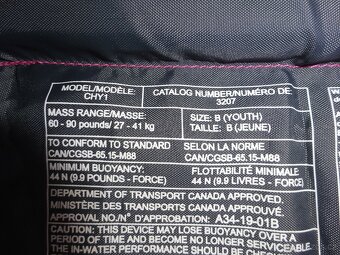 MODEL/MODÈLE: CATALOG NUMBER/NUMÉRO DE
CHY1 3207
MASS RANGE/MASSE: SIZE: B (YOUTH)
60 - 90 pounds/ 27 - 41 kg TAILLE: B (JEUNE)
TO CONFORM TO STANDARD SELON LA NORME
CAN/CGSB-65.15-M88 CAN/CGSB-65.15-M88
MINIMUM BUOYANCY: FLOTTABILITÉ MINIMALE:
44 N (9.9 POUNDS - FORCE) 44 N (9.9 LIVRES - FORCE)
DEPARTMENT OF TRANSPORT CANADA APPROVED.
MINISTÈRE DES TRANSPORTS CANADA APPROUVÉ.
APPROVAL NO./N° D'APPROBATION: A34-19-01B
CAUTION: THIS DEVICE MAY LOSE BUOYANCY OV
A PERIOD OF TIME AND BECOME NO LONGER SERVICEABLE.
THE IN-WATER PERFORMANCE SHOULD BE CHECKED